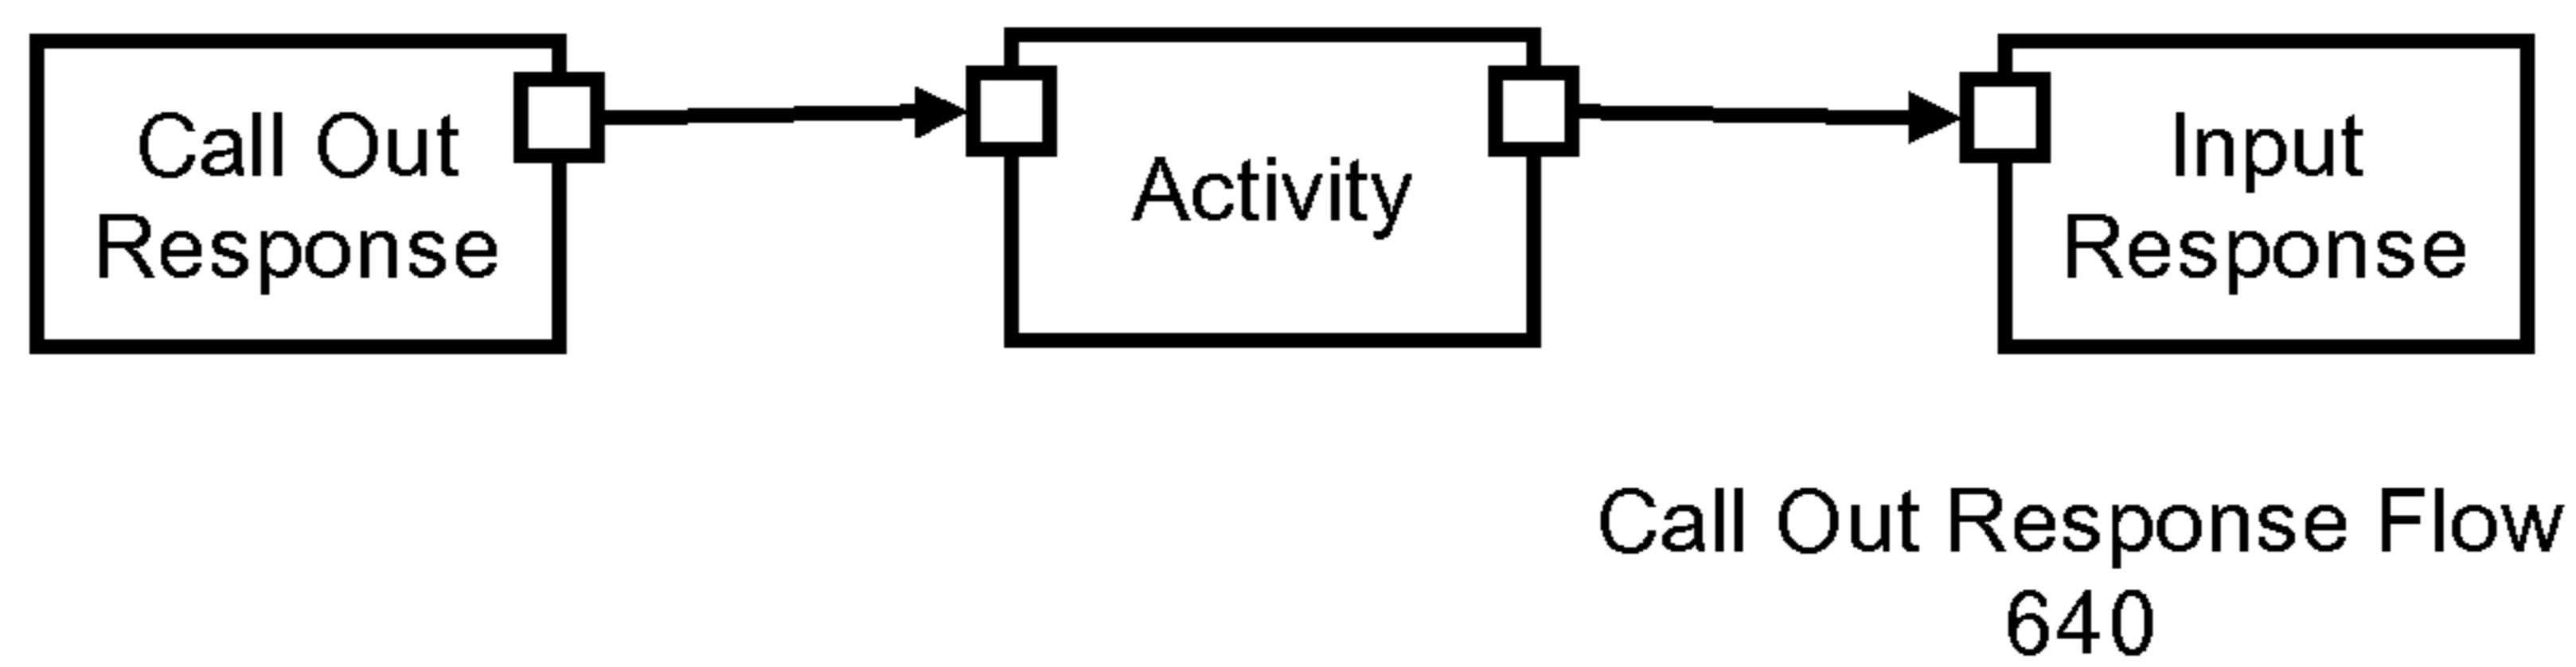 Call Out
Response
Activity
Input
Response
Call Out Response Flow
640